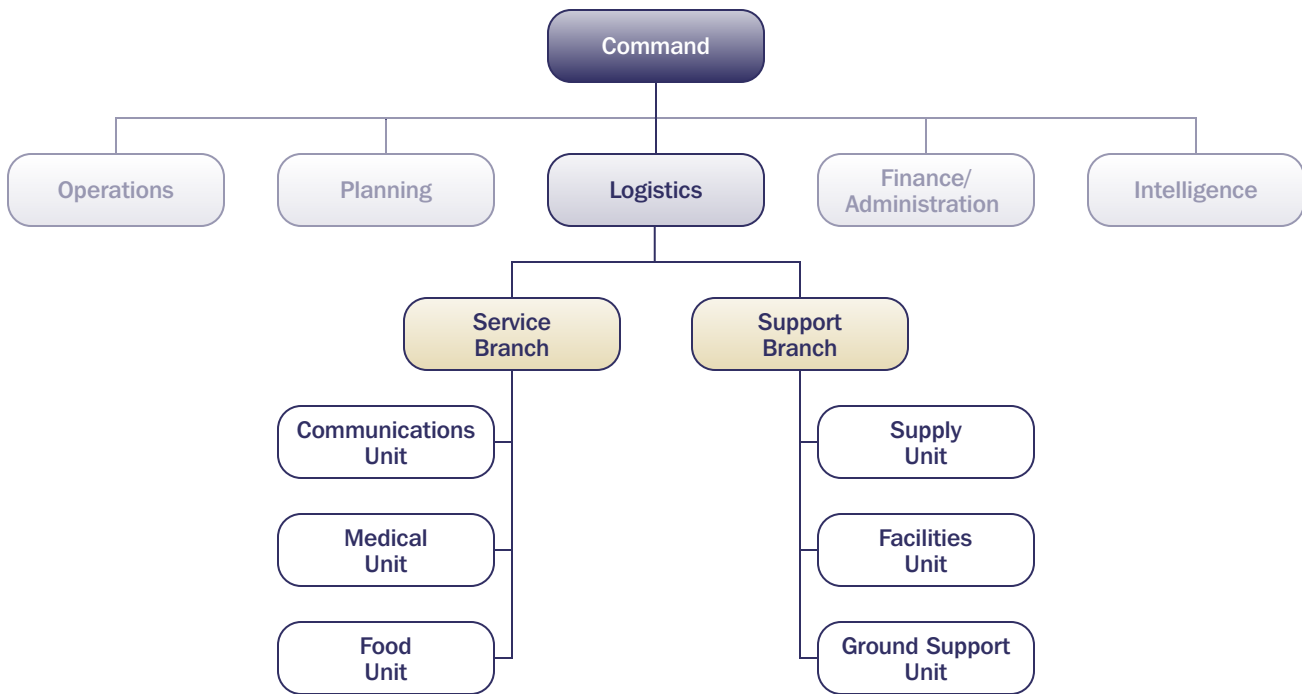 Command
Operations
Planning
Logistics
Finance/
Administration
Intelligence
Service
Branch
Support
Branch
Communications
Unit
Supply
Unit
Medical
Unit
Facilities
Unit
Food
Unit
Ground Support
Unit